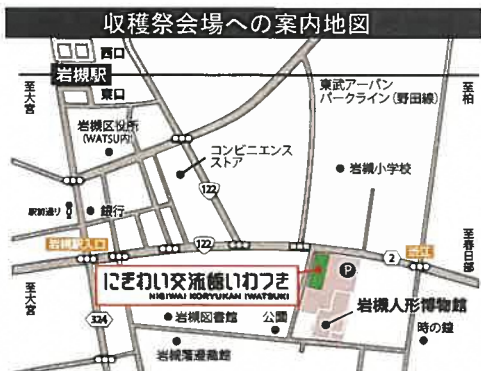 収穫祭会場への案内地図
西口
岩槻駅
東口
至大宮
東武アーバン
パークライン(野田線)
至柏
岩槻区役所
(WATSU内)
コンビニエンス
ストア
岩槻小学校
122
駅前通り
銀行
岩槻駅入口
122
2
渋江
至春日部
P
にぎわい交流館いわつき
NIGIWAI KORYUKAN IWATSUKI
至大宮
324
岩槻図書館
公園
岩槻人形博物館
時の鐘
岩槻藩遷喬館